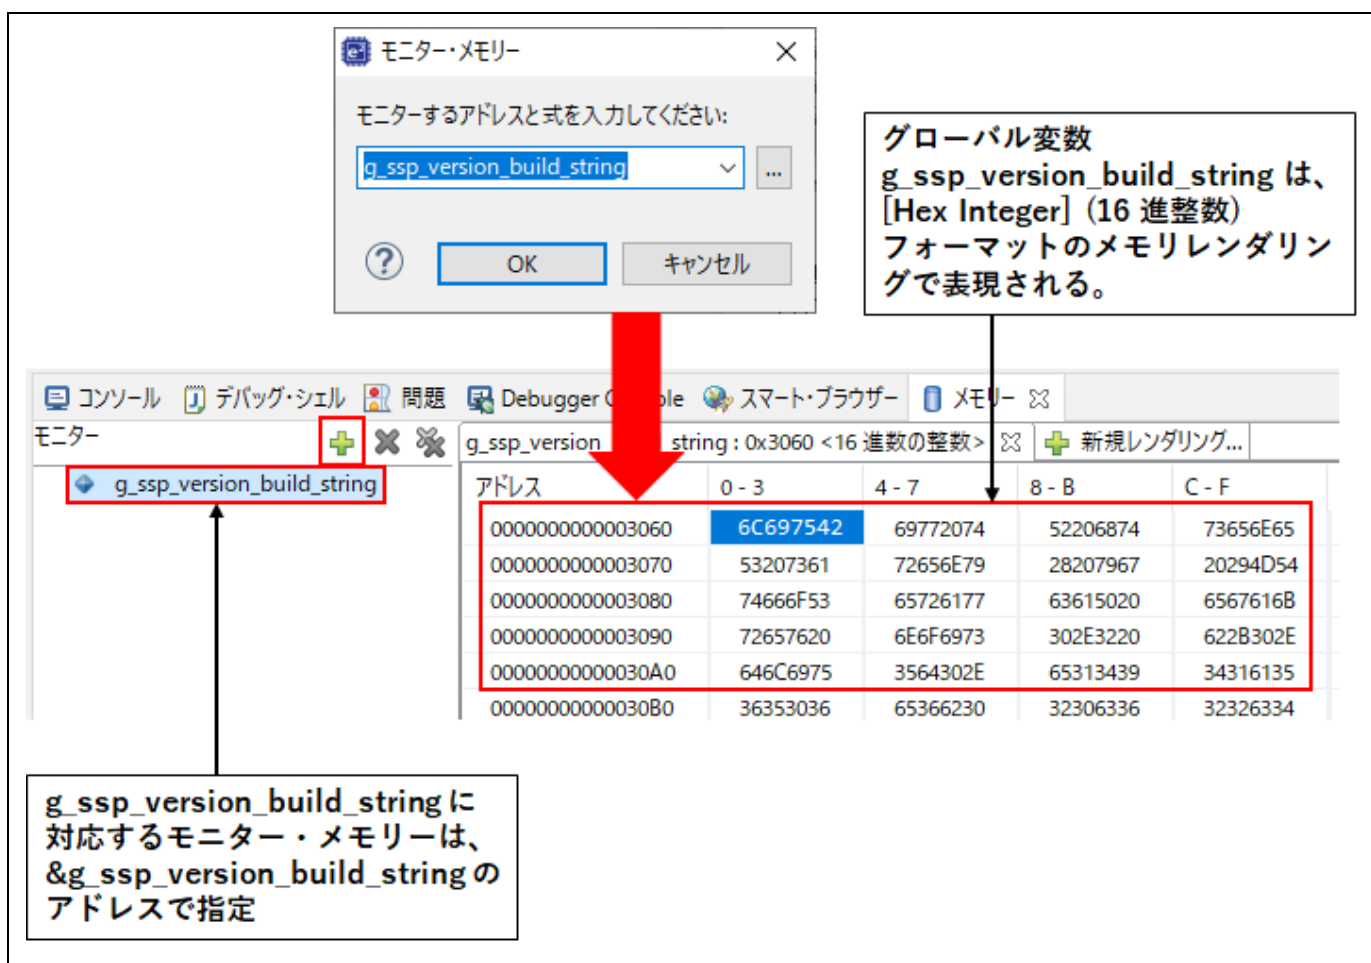 モニター・メモリー
モニターするアドレスと式を入力してください:
g_ssp_version_build_string
...
OK
キャンセル
グローバル変数
g_ssp_version_build_string は、
[Hex Integer] (16 進整数)
フォーマットのメモリレンダリン
グで表現される。
コンソール デバッグ・シェル 問題 Debugger C ole スマート・ブラウザー メモリー
モニター
g_ssp_version string : 0x3060 <16 進数の整数> 新規レンダリング...
g_ssp_version_build_string
アドレス 0 - 3 4 - 7 8 - B C - F
0000000000003060 6C697542 69772074 52206874 73656E65
0000000000003070 53207361 72656E79 28207967 20294D54
0000000000003080 74666F53 65726177 63615020 6567616B
0000000000003090 72657620 6E6F6973 302E3220 622B302E
00000000000030A0 646C6975 3564302E 65313439 34316135
00000000000030B0 36353036 65366230 32306336 32326334
g_ssp_version_build_string に
対応するモニター・メモリーは、
&g_ssp_version_build_string の
アドレスで指定